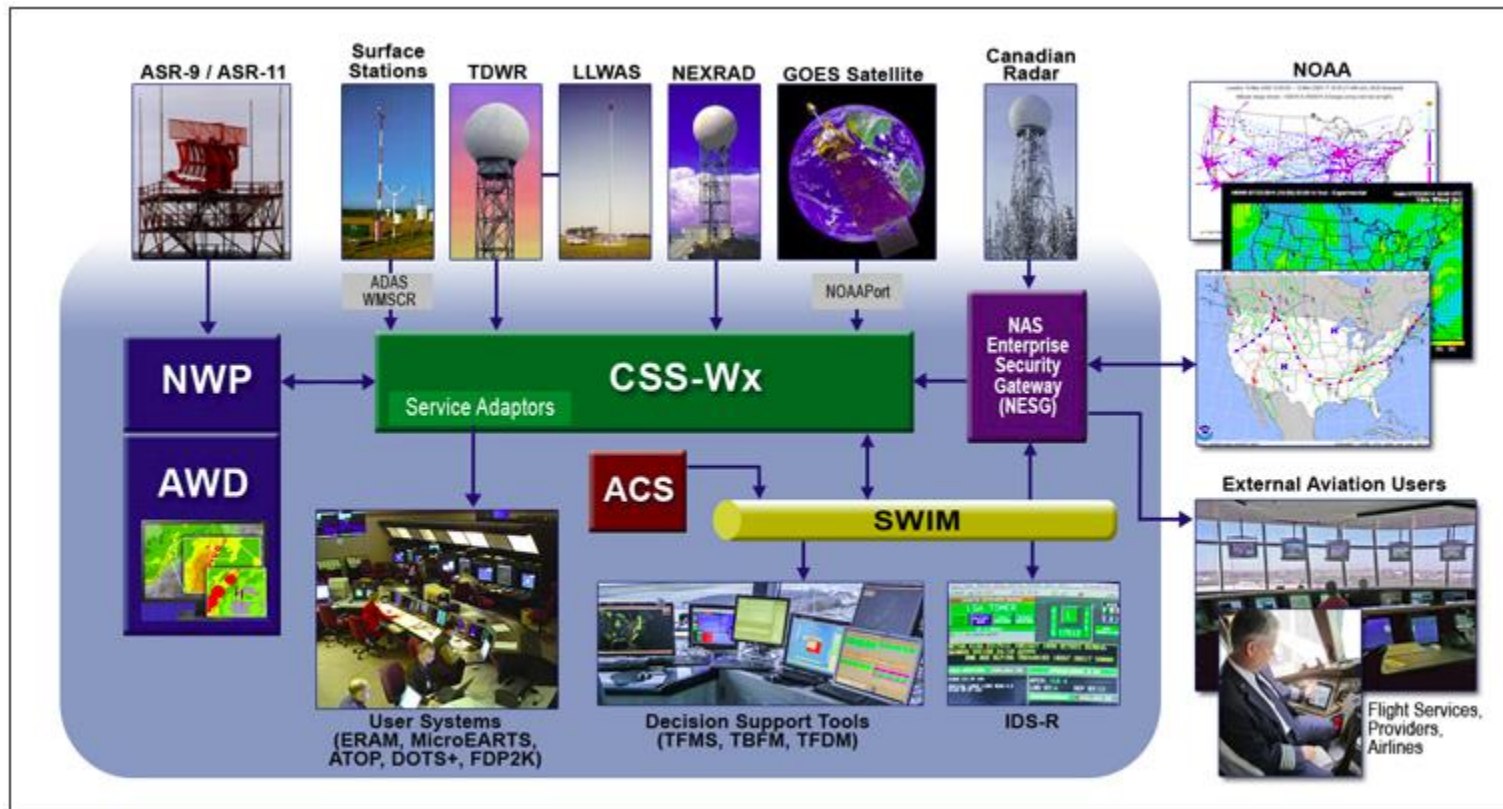 ASR-9 / ASR-11
Surface
Stations
TDWR
LLWAS
NEXRAD
GOES Satellite
Canadian
Radar
NOAA
ADAS
WMSCR
NOAAPort
NWP
CSS-Wx
Service Adaptors
NAS
Enterprise
Security
Gateway
(NESG)
AWD
ACS
SWIM
External Aviation Users
LGA TIMER
User Systems
(ERAM, MicroEARTS,
ATOP, DOTS+, FDP2K)
Decision Support Tools
(TFMS, TBFM, TFDM)
IDS-R
Flight Services,
Providers,
Airlines